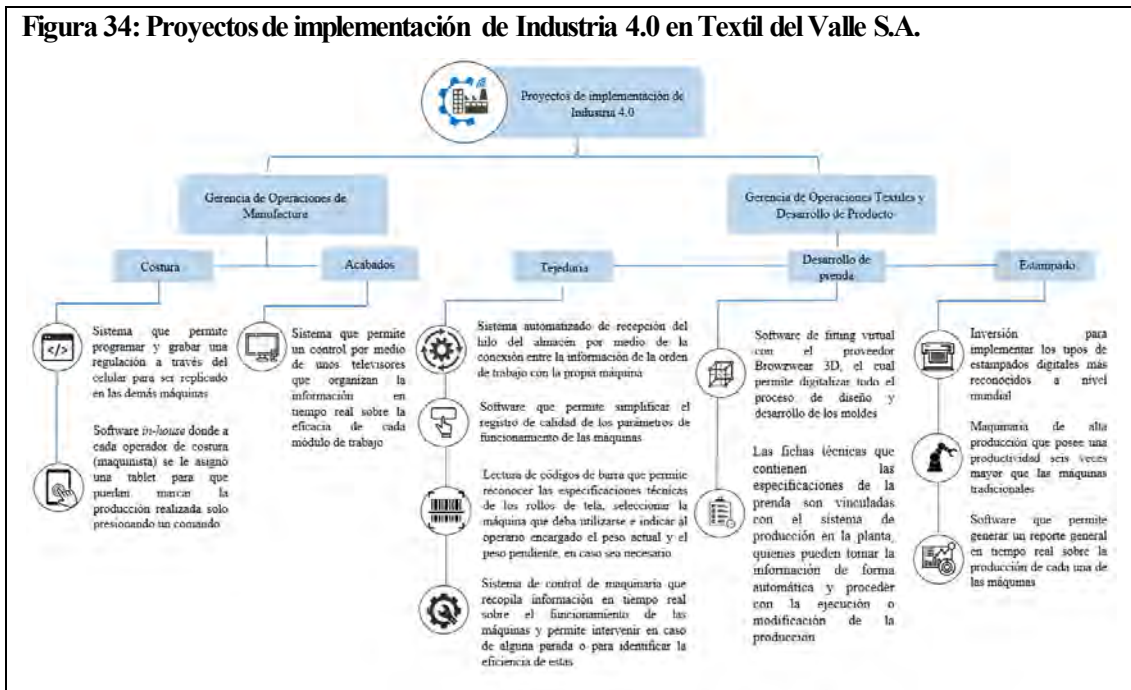 Figura 34: Proyectos de implementación de Industria 4.0 en Textil del Valle S.A.
Proyectos de implementación de
Industria 4.0
Gerencia de Operaciones de
Manufactura
Gerencia de Operaciones Textiles y
Desarrollo de Producto
Costura
Acabados
Tejeduría
Desarrollo de
prenda
Estampado
Sistema que permite
programar y grabar una
regulación a través del
celular para ser replicado
en las demás máquinas
Software in-house donde a
cada operador de costura
(maquinista) se le asignó
una tablet para que
puedan marcar la
producción realizada solo
presionando un comando
Sistema que permite
un control por medio
de unos televisores
que organizan la
información en
tiempo real sobre la
eficacia de cada
módulo de trabajo
Sistema automatizado de recepción del
hilo del almacén por medio de la
conexión entre la información de la orden
de trabajo con la propia máquina
Software que permite simplificar el
registro de calidad de los parámetros de
funcionamiento de las máquinas
Lectura de códigos de barra que permite
reconocer las especificaciones técnicas
de los rollos de tela, seleccionar la
máquina que deba utilizarse e indicar al
operario encargado el peso actual y el
peso pendiente, en caso sea necesario
Sistema de control de maquinaria que
recopila información en tiempo real
sobre el funcionamiento de las
máquinas y permite intervenir en caso
de alguna parada o para identificar la
eficiencia de estas
Software de fitting virtual
con el proveedor
Browzwear 3D, el cual
permite digitalizar todo el
proceso de diseño y
desarrollo de los moldes
Las fichas técnicas que
contienen las
especificaciones de la
prenda son vinculadas
con el sistema de
producción en la planta,
quienes pueden tomar la
información de forma
automática y proceder
con la ejecución o
modificación de la
producción
Inversión para
implementar los tipos de
estampados digitales más
reconocidos a nivel
mundial
Maquinaria de alta
producción que posee una
productividad seis veces
mayor que las máquinas
tradicionales
Software que permite
generar un reporte general
en tiempo real sobre la
producción de cada una de
las máquinas